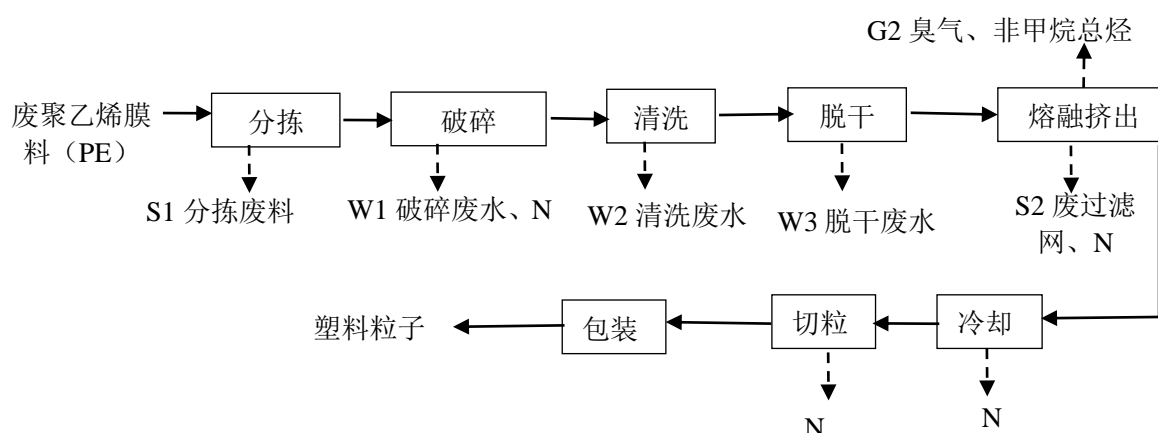 G2 臭气、非甲烷总烃
废聚乙烯膜
料（PE）
分拣
破碎
清洗
脱干
熔融挤出
S1 分拣废料
W1 破碎废水、N
W2 清洗废水
W3 脱干废水
S2 废过滤
网、N
塑料粒子
包装
切粒
冷却
N
N